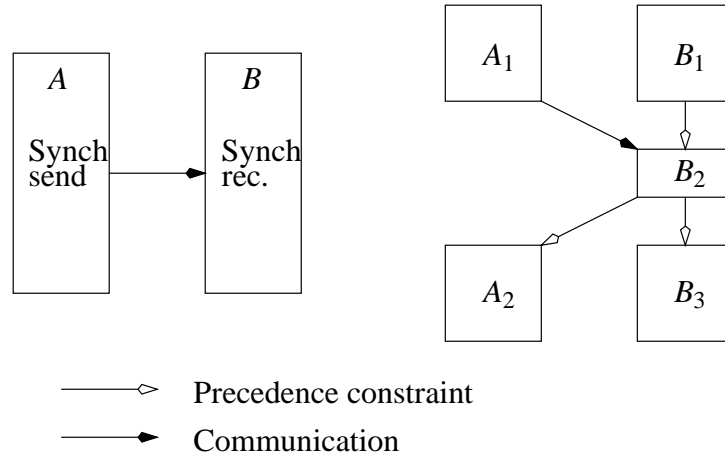 A
B
Synch
send
Synch
rec.
A1
B1
B2
A2
B3
Precedence constraint
Communication